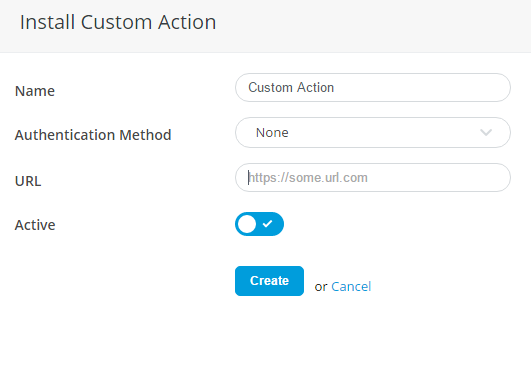 Install Custom Action
Name
Custom Action
Authentication Method
None
URL
https://some.url.com
Active
Create or Cancel